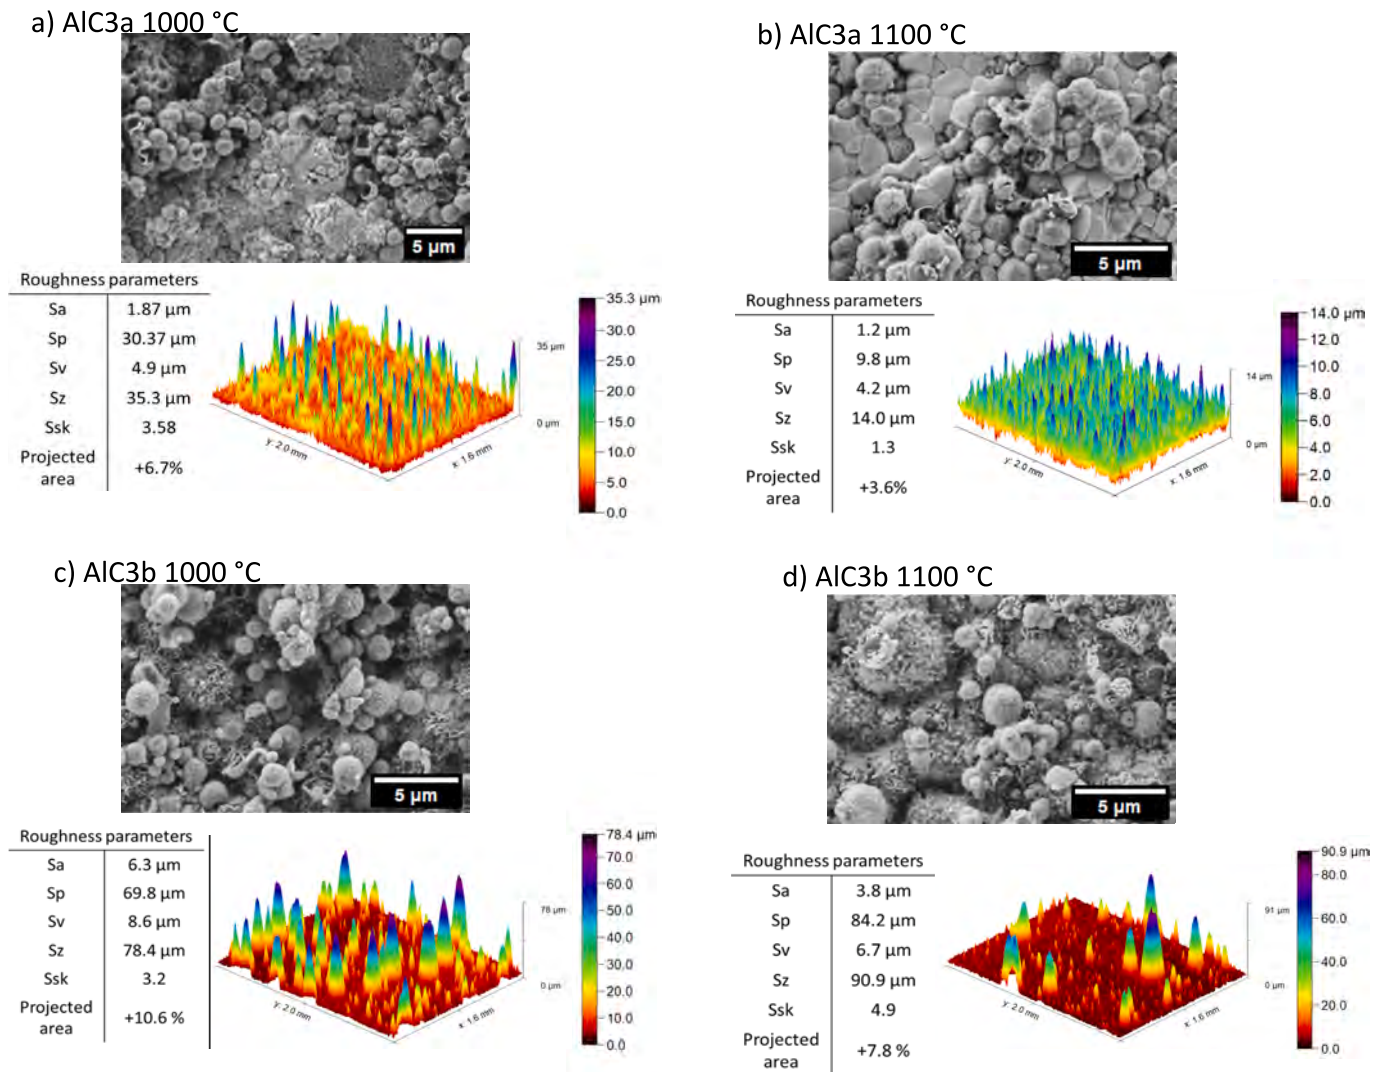 a) AlC3a 1000 °C
5 µm
Roughness parameters
Sa 1.87 µm
Sp 30.37 µm
Sv 4.9 µm
Sz 35.3 µm
Ssk 3.58
Projected
area
+6.7%
35 µm
0 µm
y: 2.0 mm
x: 1.6 mm
35.3 µm
30.0
25.0
20.0
15.0
10.0
5.0
0.0
b) AlC3a 1100 °C
5 µm
Roughness parameters
Sa 1.2 µm
Sp 9.8 µm
Sv 4.2 µm
Sz 14.0 µm
Ssk 1.3
Projected
area
+3.6%
14 µm
0 µm
y: 2.0 mm
x: 1.6 mm
14.0 µm
12.0
10.0
8.0
6.0
4.0
2.0
0.0
c) AlC3b 1000 °C
5 µm
Roughness parameters
Sa 6.3 µm
Sp 69.8 µm
Sv 8.6 µm
Sz 78.4 µm
Ssk 3.2
Projected
area
+10.6 %
78 µm
0 µm
y: 2.0 mm
x: 1.6 mm
78.4 µm
70.0
60.0
50.0
40.0
30.0
20.0
10.0
0.0
d) AlC3b 1100 °C
5 µm
Roughness parameters
Sa 3.8 µm
Sp 84.2 µm
Sv 6.7 µm
Sz 90.9 µm
Ssk 4.9
Projected
area
+7.8 %
91 µm
0 µm
y: 2.0 mm
x: 1.6 mm
90.9 µm
80.0
60.0
40.0
20.0
0.0